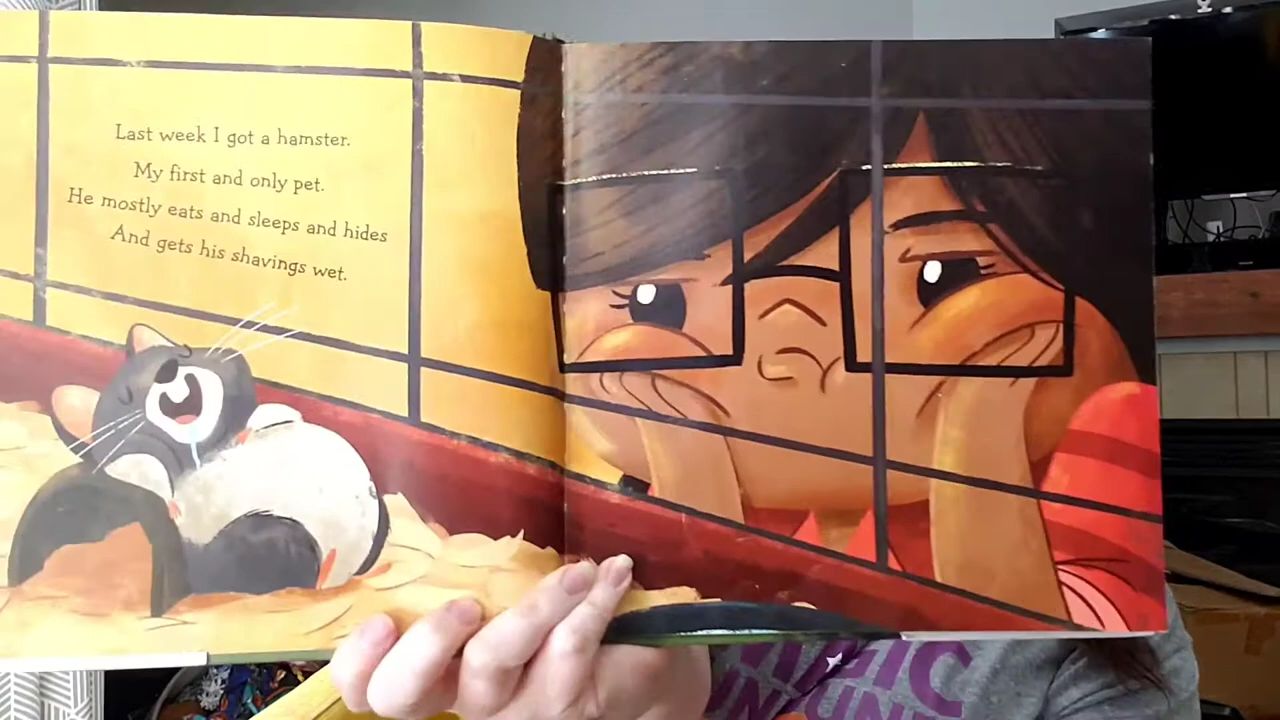 Last week I got a hamster.
My first and only pet.
He mostly eats and sleeps and hides
And gets his shavings wet.